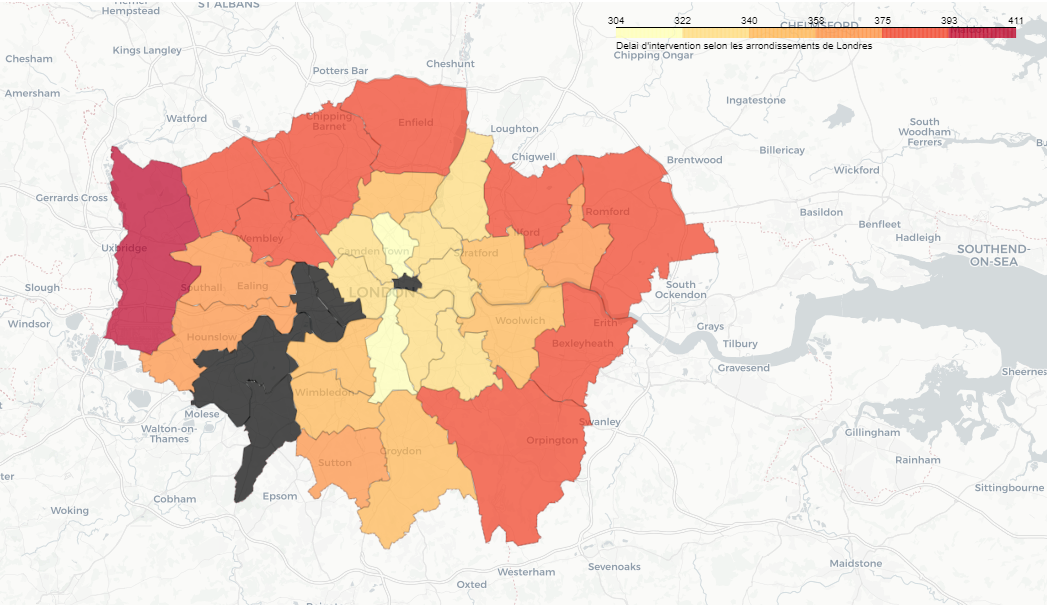 Hempstead
ST ALBANS
304 322 340 358 375 393 411
CHELMSFORD
Delai d'intervention selon les arrondissements de Londres
Kings Langley
Chipping Ongar
Chesham
Potters Bar
Cheshunt
Amersham
Ingatestone
Watford
Chipping
Barnet
Enfield
Loughton
South
Woodham
Ferrers
Billericay
Chigwell
Brentwood
Wickford
Gerrards Cross
Romford
Basildon
Benfleet
Hadleigh
Wembley
ford
Uxbridge
Camden Town
Stratford
SOUTHEND-
ON-SEA
Slough
Southall
Ealing
LONDON
South
Ockendon
Windsor
Hounslow
Woolwich
Erith
Grays
Bexleyheath
Tilbury
Gravesend
Sheerness
Wimbledon
Molese
Walton-on-
Thames
Swanley
Gillingham
Orpington
Croydon
Sutton
Rainham
ter
Cobham
Epsom
Sittingbourne
Woking
Maidstone
Sevenoaks
Westerham
Oxted